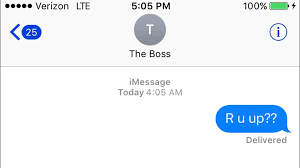 Verizon LTE 5:05 PM 100%
25
T
The Boss
iMessage
Today 4:05 AM
R u up??
Delivered